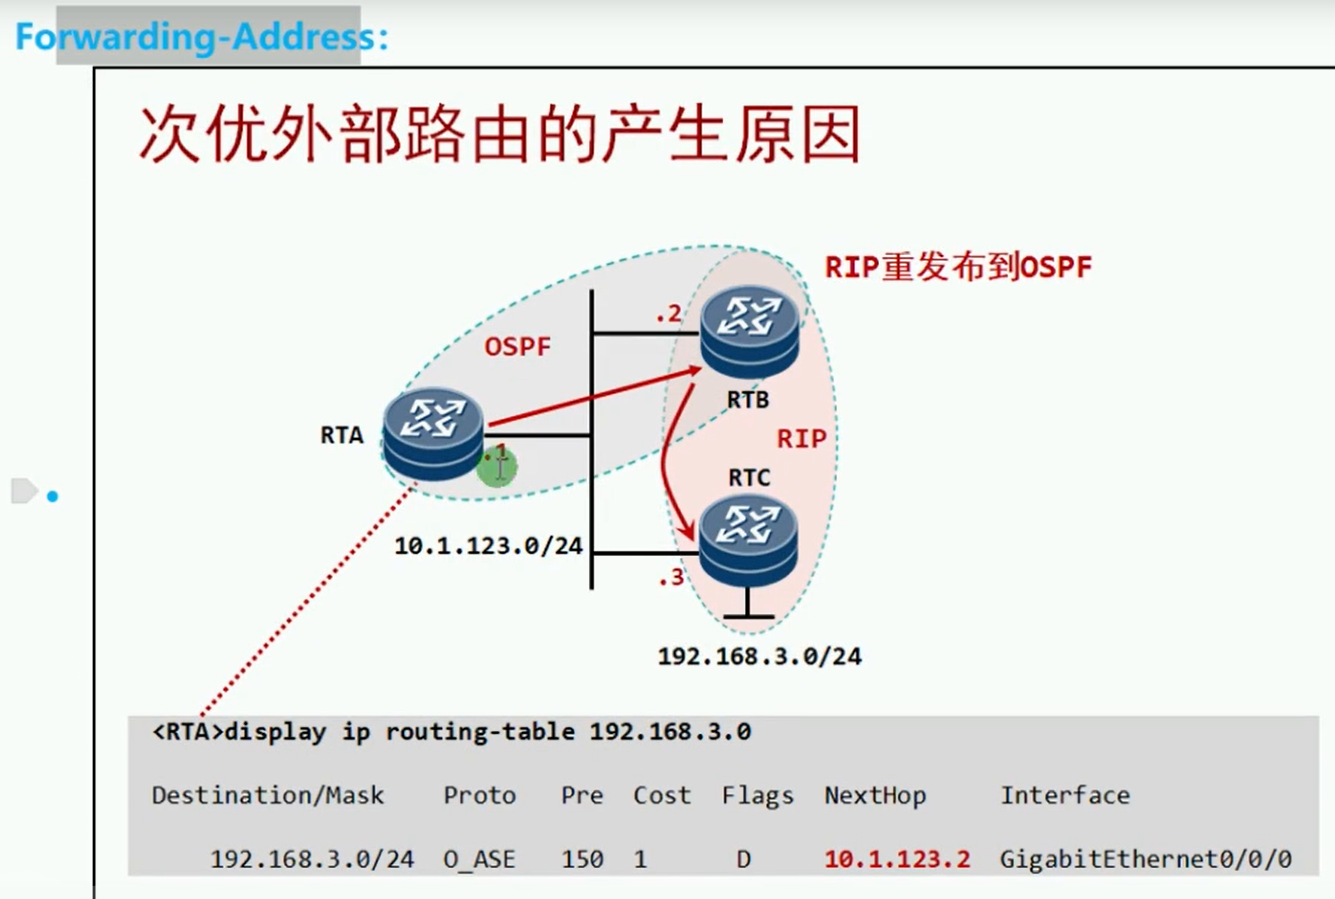 Forwarding-Address:
次优外部路由的产生原因
RIP重发布到OSPF
.2
OSPF
RTB
RTA
RIP
.1
RTC
10.1.123.0/24
.3
192.168.3.0/24
<RTA>display ip routing-table 192.168.3.0
Destination/Mask Proto Pre Cost Flags NextHop Interface
192.168.3.0/24 O_ASE 150 1 D 10.1.123.2 GigabitEthernet0/0/0